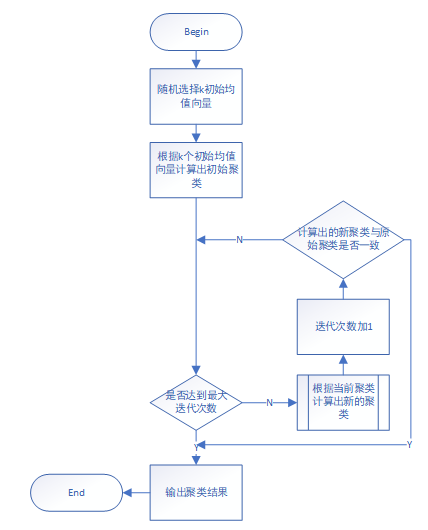 Begin
随机选择k初始均
值向量
根据k个初始均值
向量计算出初始聚
类
计算出的新聚类与原
始聚类是否一致
N
迭代次数加1
是否达到最大
迭代次数
N
根据当前聚类
计算出新的聚
类
Y
Y
End
输出聚类结果